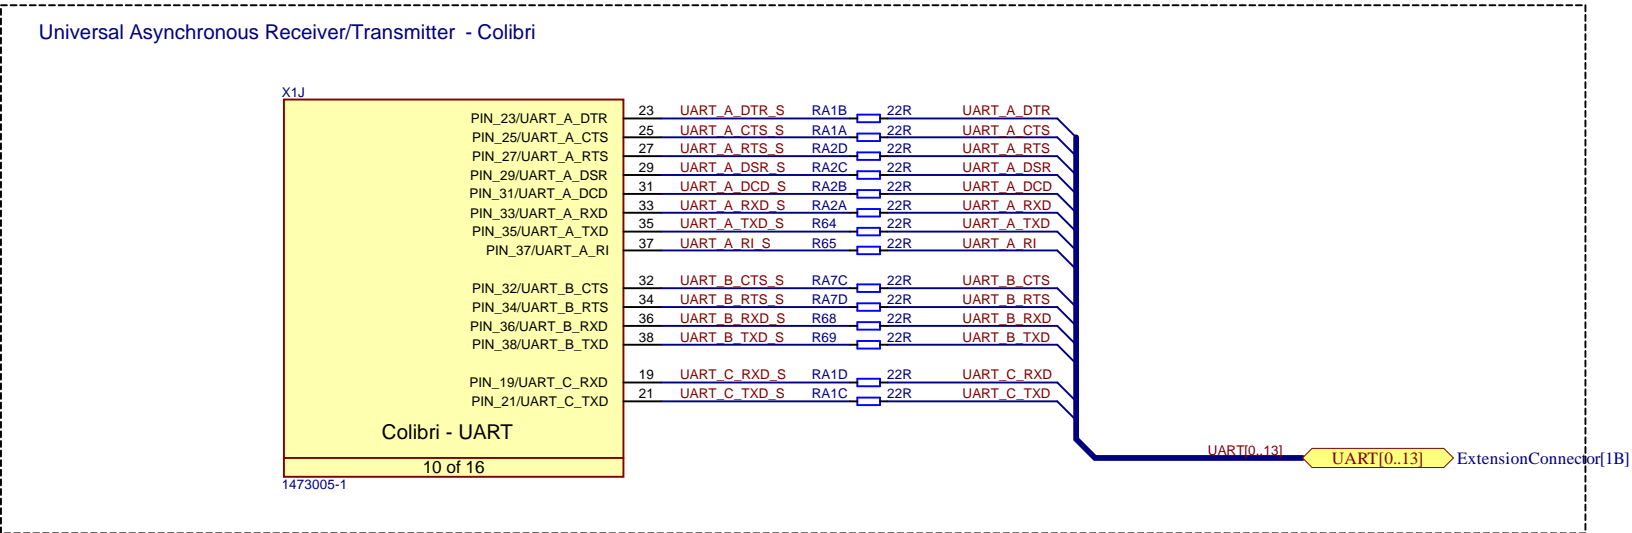 Universal Asynchronous Receiver/Transmitter - Colibri
X1J
PIN_23/UART_A_DTR 23 UART_A_DTR_S RA1B 22R UART_A_DTR
PIN_25/UART_A_CTS 25 UART_A_CTS_S RA1A 22R UART_A_CTS
PIN_27/UART_A_RTS 27 UART_A_RTS_S RA2D 22R UART_A_RTS
PIN_29/UART_A_DSR 29 UART_A_DSR_S RA2C 22R UART_A_DSR
PIN_31/UART_A_DCD 31 UART_A_DCD_S RA2B 22R UART_A_DCD
PIN_33/UART_A_RXD 33 UART_A_RXD_S RA2A 22R UART_A_RXD
PIN_35/UART_A_TXD 35 UART_A_TXD_S R64 22R UART_A_TXD
PIN_37/UART_A_RI 37 UART_A_RI_S R65 22R UART_A_RI
PIN_32/UART_B_CTS 32 UART_B_CTS_S RA7C 22R UART_B_CTS
PIN_34/UART_B_RTS 34 UART_B_RTS_S RA7D 22R UART_B_RTS
PIN_36/UART_B_RXD 36 UART_B_RXD_S R68 22R UART_B_RXD
PIN_38/UART_B_TXD 38 UART_B_TXD_S R69 22R UART_B_TXD
PIN_19/UART_C_RXD 19 UART_C_RXD_S RA1D 22R UART_C_RXD
PIN_21/UART_C_TXD 21 UART_C_TXD_S RA1C 22R UART_C_TXD
Colibri - UART
UART[0..13] UART[0..13] ExtensionConnector[1B]
10 of 16
1473005-1